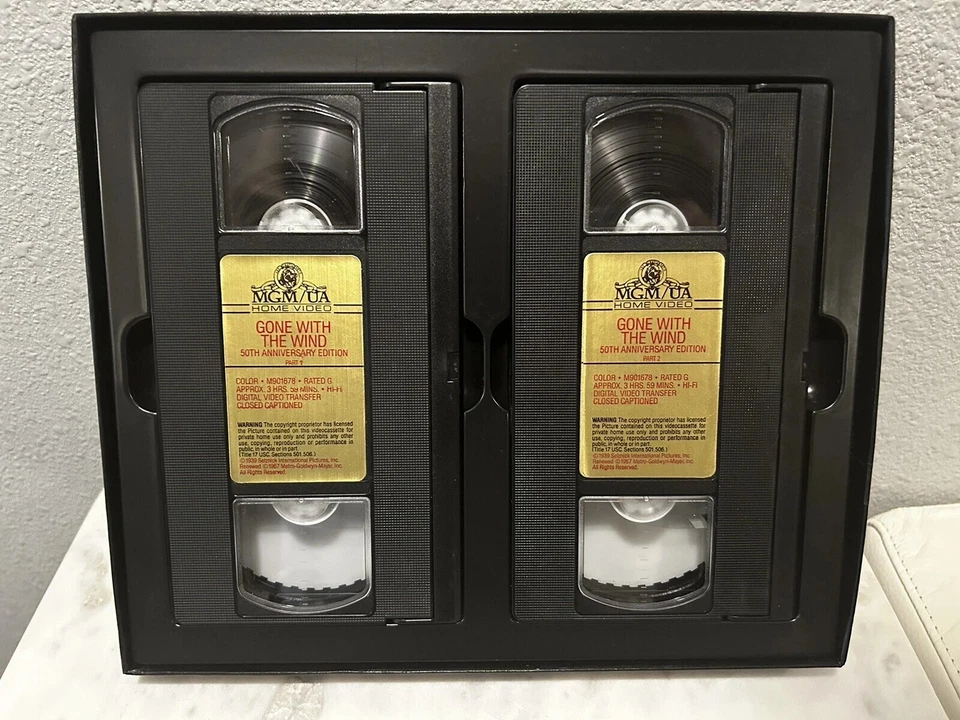 MGM/UA
HOME VIDEO
GONE WITH
THE WIND
50TH ANNIVERSARY EDITION
PART 1
COLOR • M901678 • RATED G
APPROX. 3 HRS. 59 MINS. • HI-FI
DIGITAL VIDEO TRANSFER
CLOSED CAPTIONED
WARNING The copyright proprietor has licensed
the Picture contained on this videocassette for
private home use only and prohibits any other
use, copying, reproduction or performance in
public, in whole or in part.
(Title 17 USC Sections 501,506.)
©1939 Selznick International Pictures, Inc.
Renewed ©1967 Metro-Goldwyn-Mayer, Inc.
All Rights Reserved.
MGM/UA
HOME VIDEO
GONE WITH
THE WIND
50TH ANNIVERSARY EDITION
PART 2
COLOR • M901678 • RATED G
APPROX. 3 HRS. 59 MINS. • HI-FI
DIGITAL VIDEO TRANSFER
CLOSED CAPTIONED
WARNING The copyright proprietor has licensed
the Picture contained on this videocassette for
private home use only and prohibits any other
use, copying, reproduction or performance in
public, in whole or in part.
(Title 17 USC Sections 501,506.)
©1939 Selznick International Pictures, Inc.
Renewed ©1967 Metro-Goldwyn-Mayer, Inc.
All Rights Reserved.